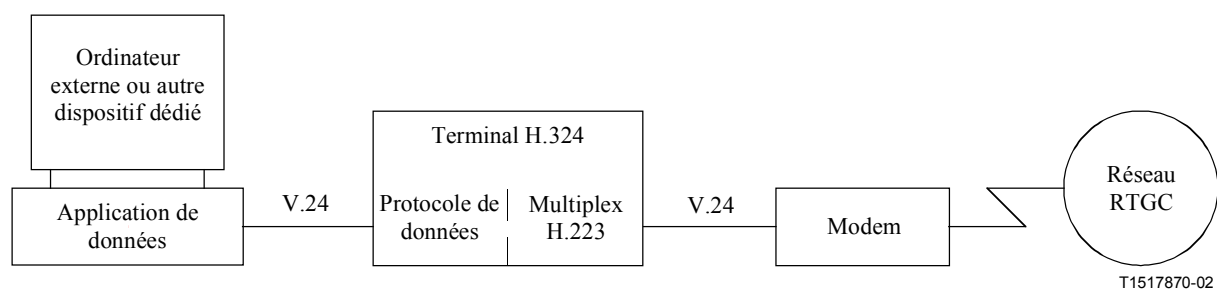 Ordinateur
externe ou autre
dispositif dédié
Application de
données
V.24
Terminal H.324
Protocole de
données
Multiplex
H.223
V.24
Modem
Réseau
RTGC
T1517870-02